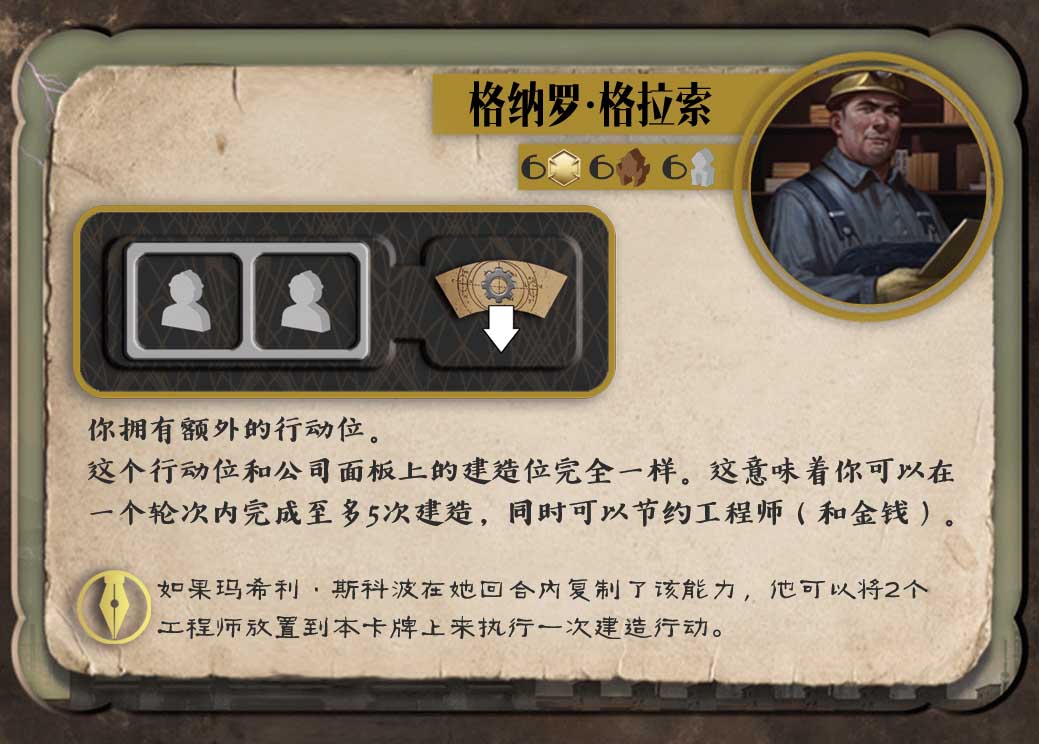 格纳罗·格拉索
6 6 6
你拥有额外的行动位。
这个行动位和公司面板上的建造位完全一样。这意味着你可以在
一个轮次内完成至多5次建造，同时可以节约工程师（和金钱）。
如果玛希利·斯科波在她回合内复制了该能力，他可以将2个
工程师放置到本卡牌上来执行一次建造行动。